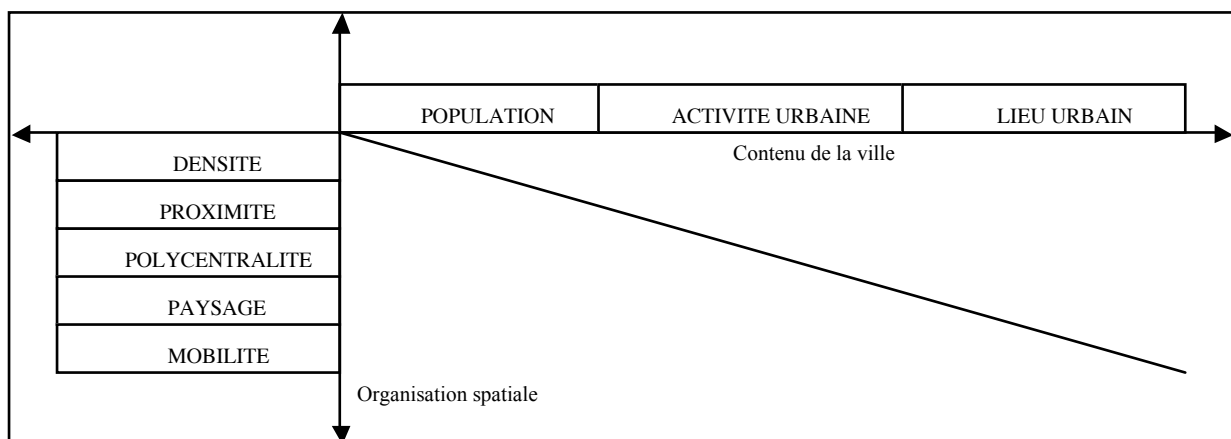 POPULATION ACTIVITE URBAINE LIEU URBAIN
Contenu de la ville
DENSITE
PROXIMITE
POLYCENTRALITE
PAYSAGE
MOBILITE
Organisation spatiale